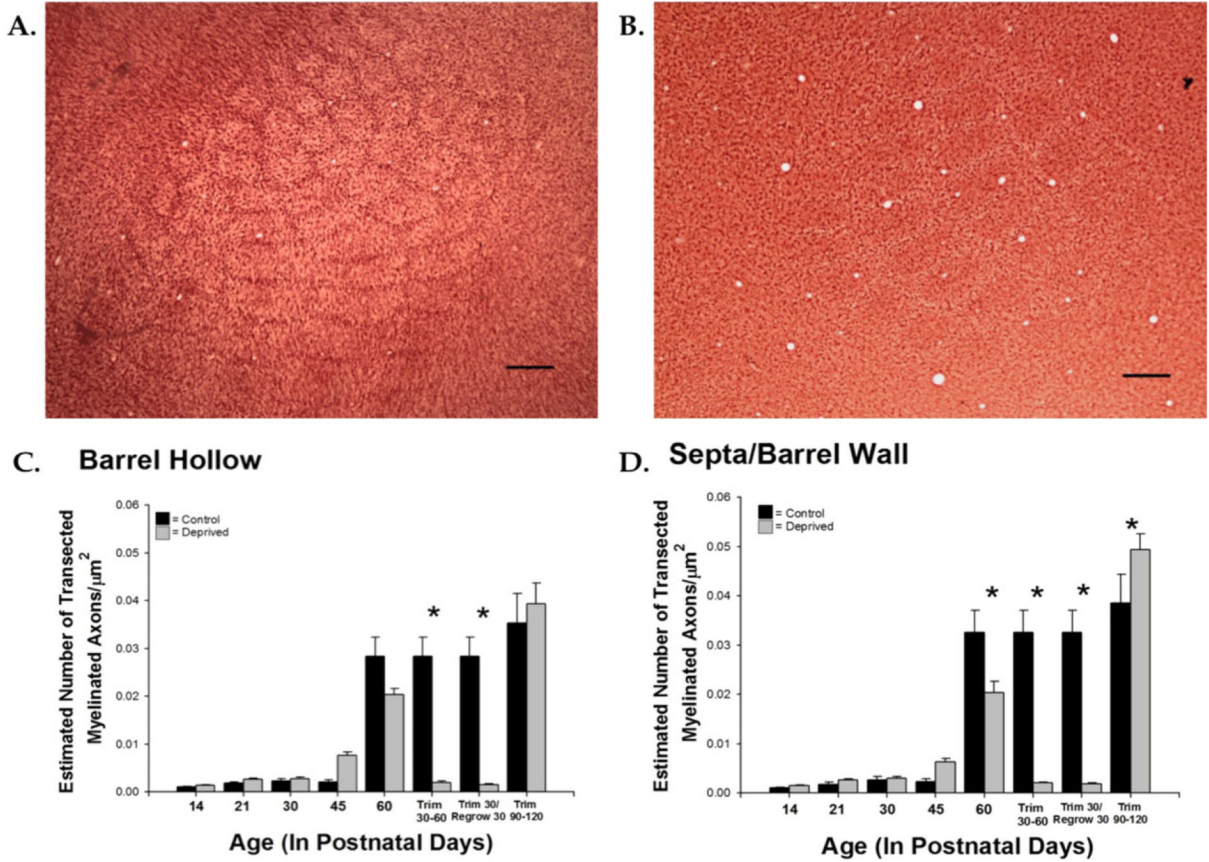 A.
B.
C. Barrel Hollow
Estimated Number of Transected
Myelinated Axons/μm²
0.06
0.05
0.04
0.03
0.02
0.01
0.00
= Control
= Deprived
*
*
14
21
30
45
60
Trim
30-60
Trim 30/
Regrow 30
Trim
90-120
Age (In Postnatal Days)
D. Septa/Barrel Wall
Estimated Number of Transected
Myelinated Axons/μm²
0.06
0.05
0.04
0.03
0.02
0.01
0.00
= Control
= Deprived
*
*
*
*
14
21
30
45
60
Trim
30-60
Trim 30/
Regrow 30
Trim
90-120
Age (In Postnatal Days)